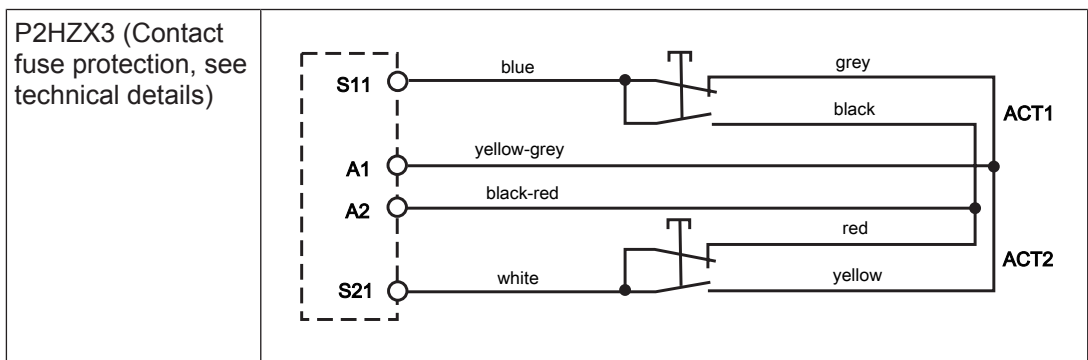 P2HZX3 (Contact
fuse protection, see
technical details)
S11
blue
grey
black
ACT1
A1
yellow-grey
A2
black-red
red
ACT2
S21
white
yellow